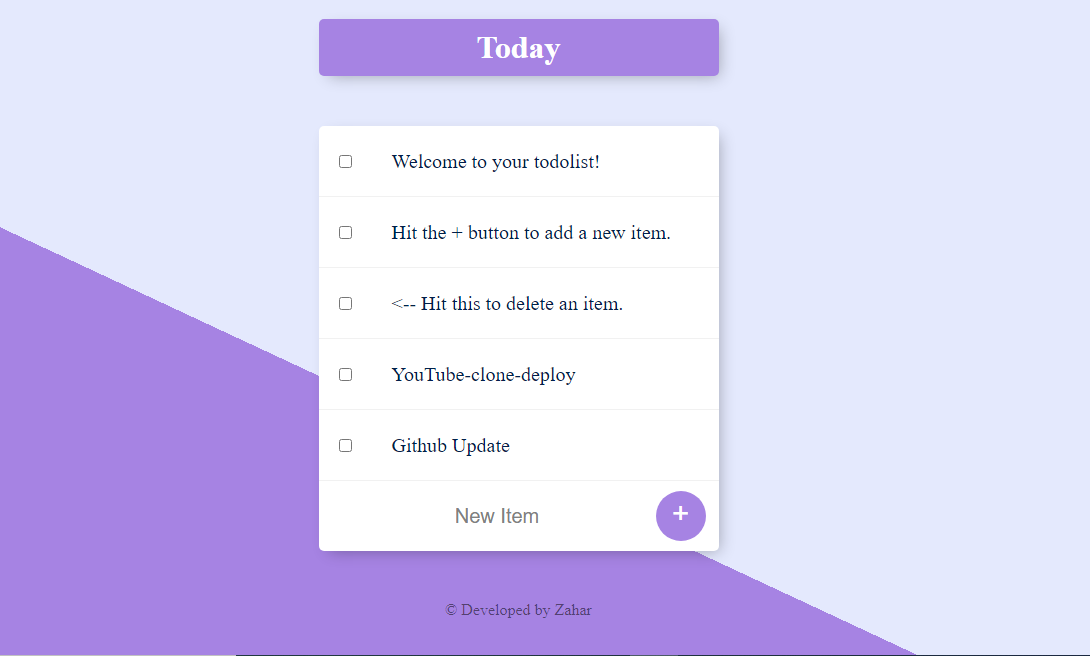 Today
Welcome to your todolist!
Hit the + button to add a new item.
<-- Hit this to delete an item.
YouTube-clone-deploy
Github Update
New Item
+
© Developed by Zahar